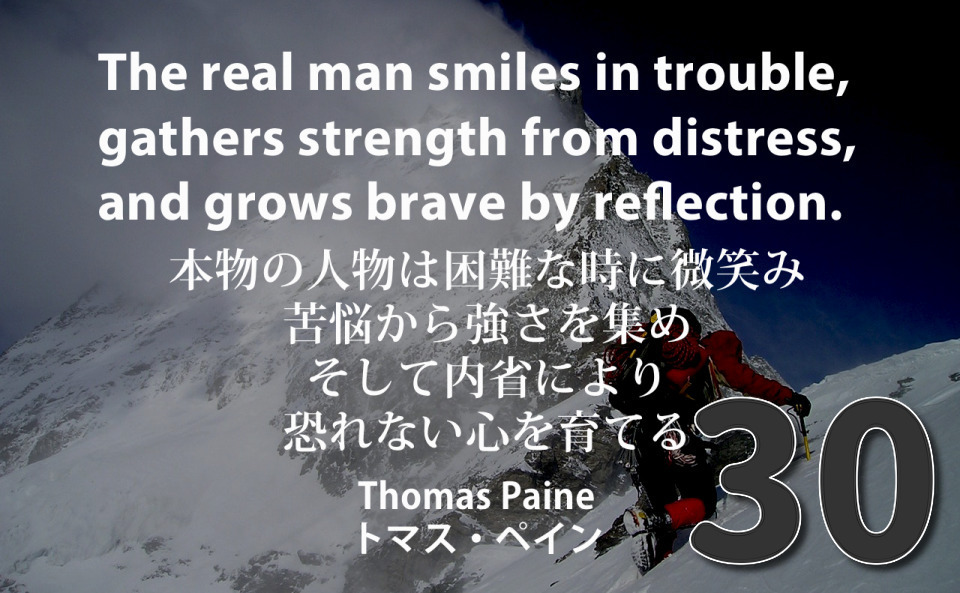 The real man smiles in trouble,
gathers strength from distress,
and grows brave by reflection.
本物の人物は困難な時に微笑み
苦悩から強さを集め
そして内省により
恐れない心を育てる
Thomas Paine
トマス・ペイン
30